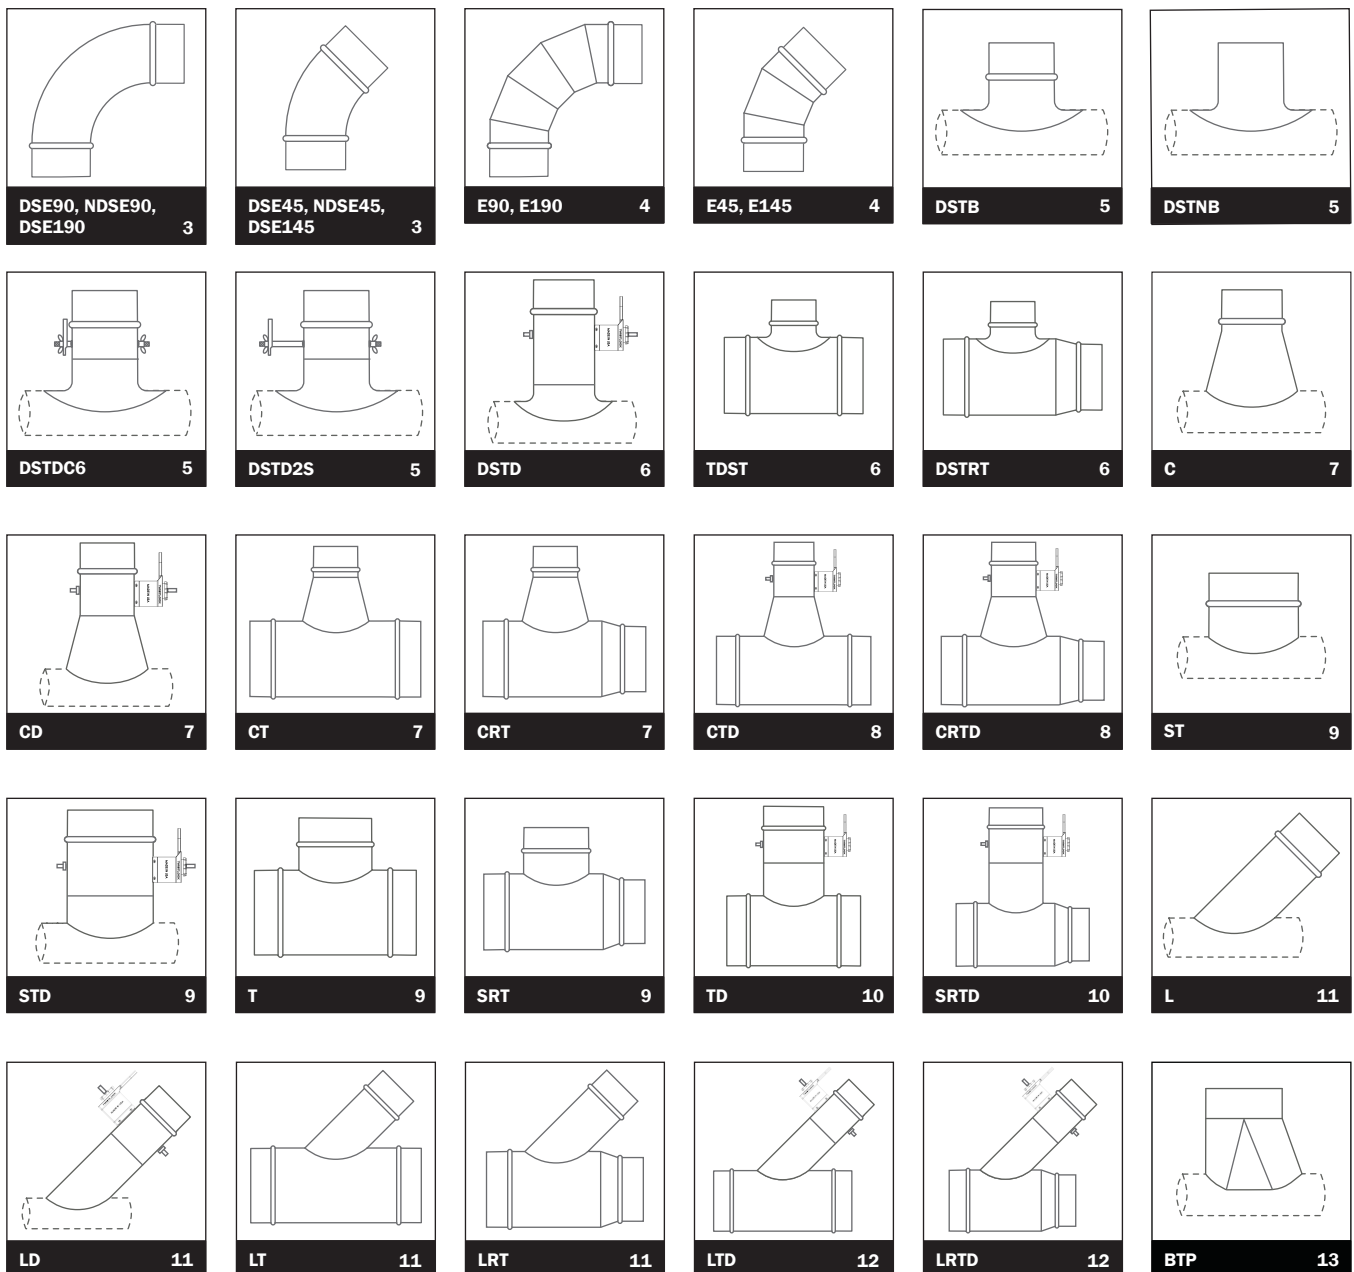 DSE90, NDSE90,
DSE190 3
DSE45, NDSE45,
DSE145 3
E90, E190 4
E45, E145 4
DSTB 5
DSTNB 5
DSTDC6 5
DSTD2S 5
DSTD 6
TDST 6
DSTRT 6
C 7
CD 7
CT 7
CRT 7
CTD 8
CRTD 8
ST 9
STD 9
T 9
SRT 9
TD 10
SRTD 10
L 11
LD 11
LT 11
LRT 11
LTD 12
LRTD 12
BTP 13